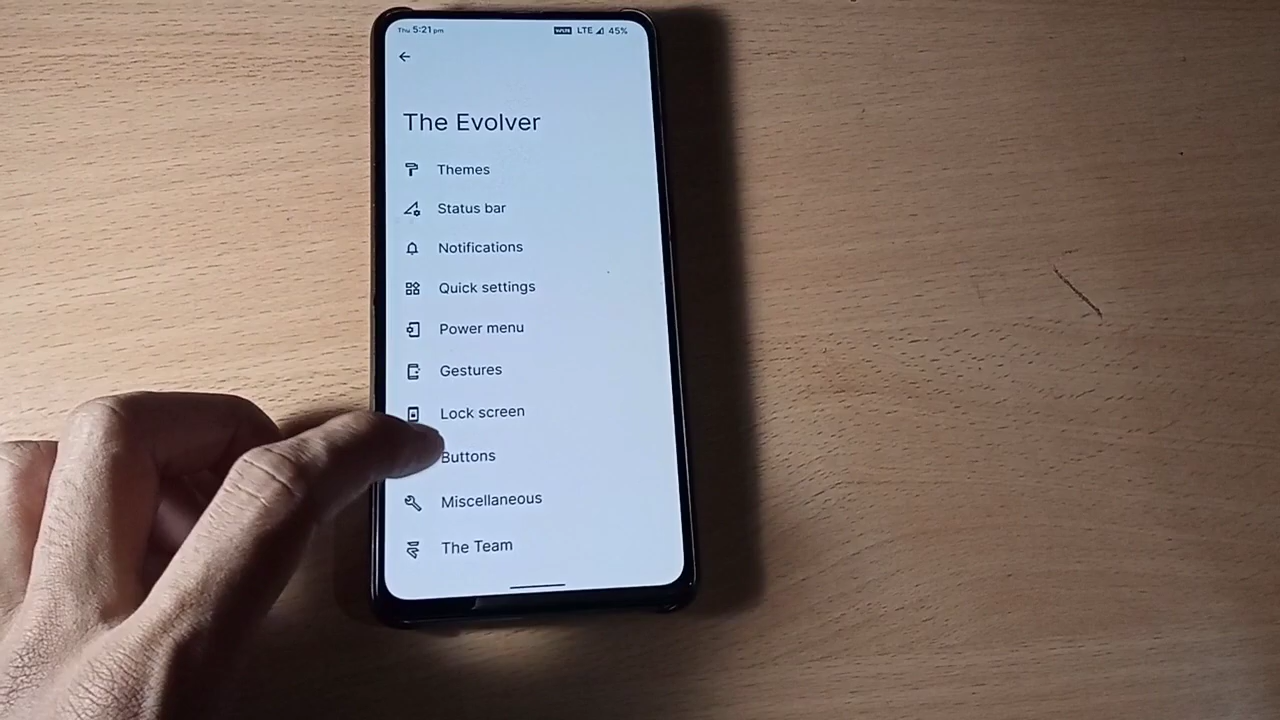 Thu 5:21 pm VoLTE LTE 45%
The Evolver
Themes
Status bar
Notifications
Quick settings
Power menu
Gestures
Lock screen
Buttons
Miscellaneous
The Team